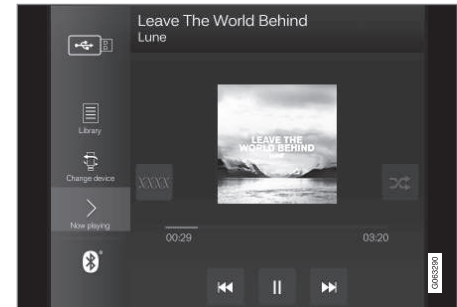 Leave The World Behind
Lune
Library
Change device
Now playing
LEAVE THE
WORLD BEHIND
LUNE
XXXX
00:29
03:20
G063290